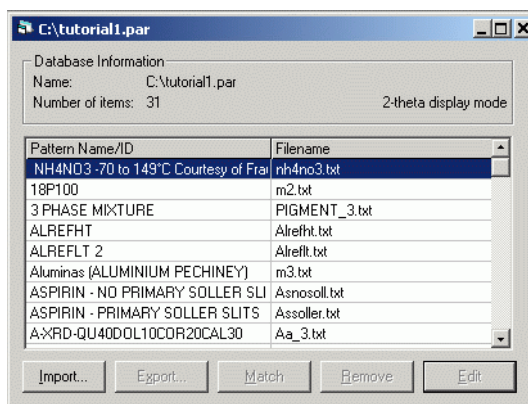 C:\tutorial1.par
Database Information
Name: C:\tutorial1.par
Number of items: 31 2-theta display mode
Pattern Name/ID Filename
NH4NO3 -70 to 149°C Courtesy of Frai nh4no3.txt
18P100 m2.txt
3 PHASE MIXTURE PIGMENT_3.txt
ALREFHT Alrefht.txt
ALREFLT 2 Alreflt.txt
Aluminas (ALUMINIUM PECHINEY) m3.txt
ASPIRIN - NO PRIMARY SOLLER SLI Asnosoll.txt
ASPIRIN - PRIMARY SOLLER SLITS Assoller.txt
A-XRD-QU40DOL10COR20CAL30 Aa_3.txt
Import... Export... Match Remove Edit